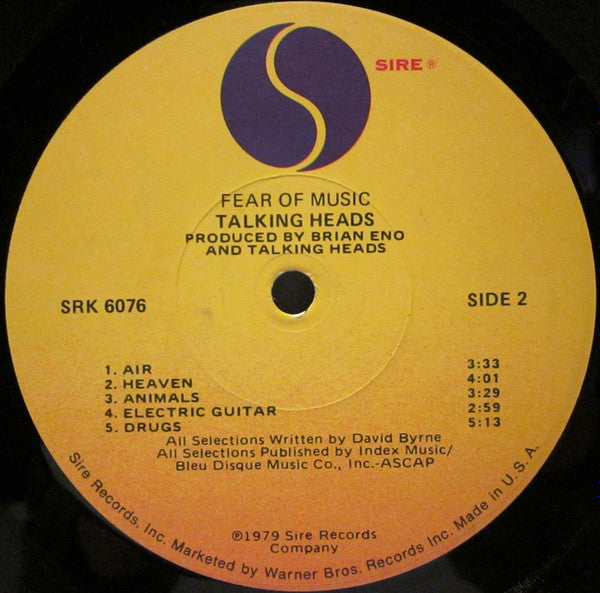 SIRE ®
FEAR OF MUSIC
TALKING HEADS
PRODUCED BY BRIAN ENO
AND TALKING HEADS
SRK 6076
SIDE 2
1. AIR 3:33
2. HEAVEN 4:01
3. ANIMALS 3:29
4. ELECTRIC GUITAR 2:59
5. DRUGS 5:13
All Selections Written by David Byrne
All Selections Published by Index Music/
Bleu Disque Music Co., Inc.-ASCAP
℗1979 Sire Records
Company
Sire Records, Inc. Marketed by Warner Bros. Records Inc. Made in U.S.A.